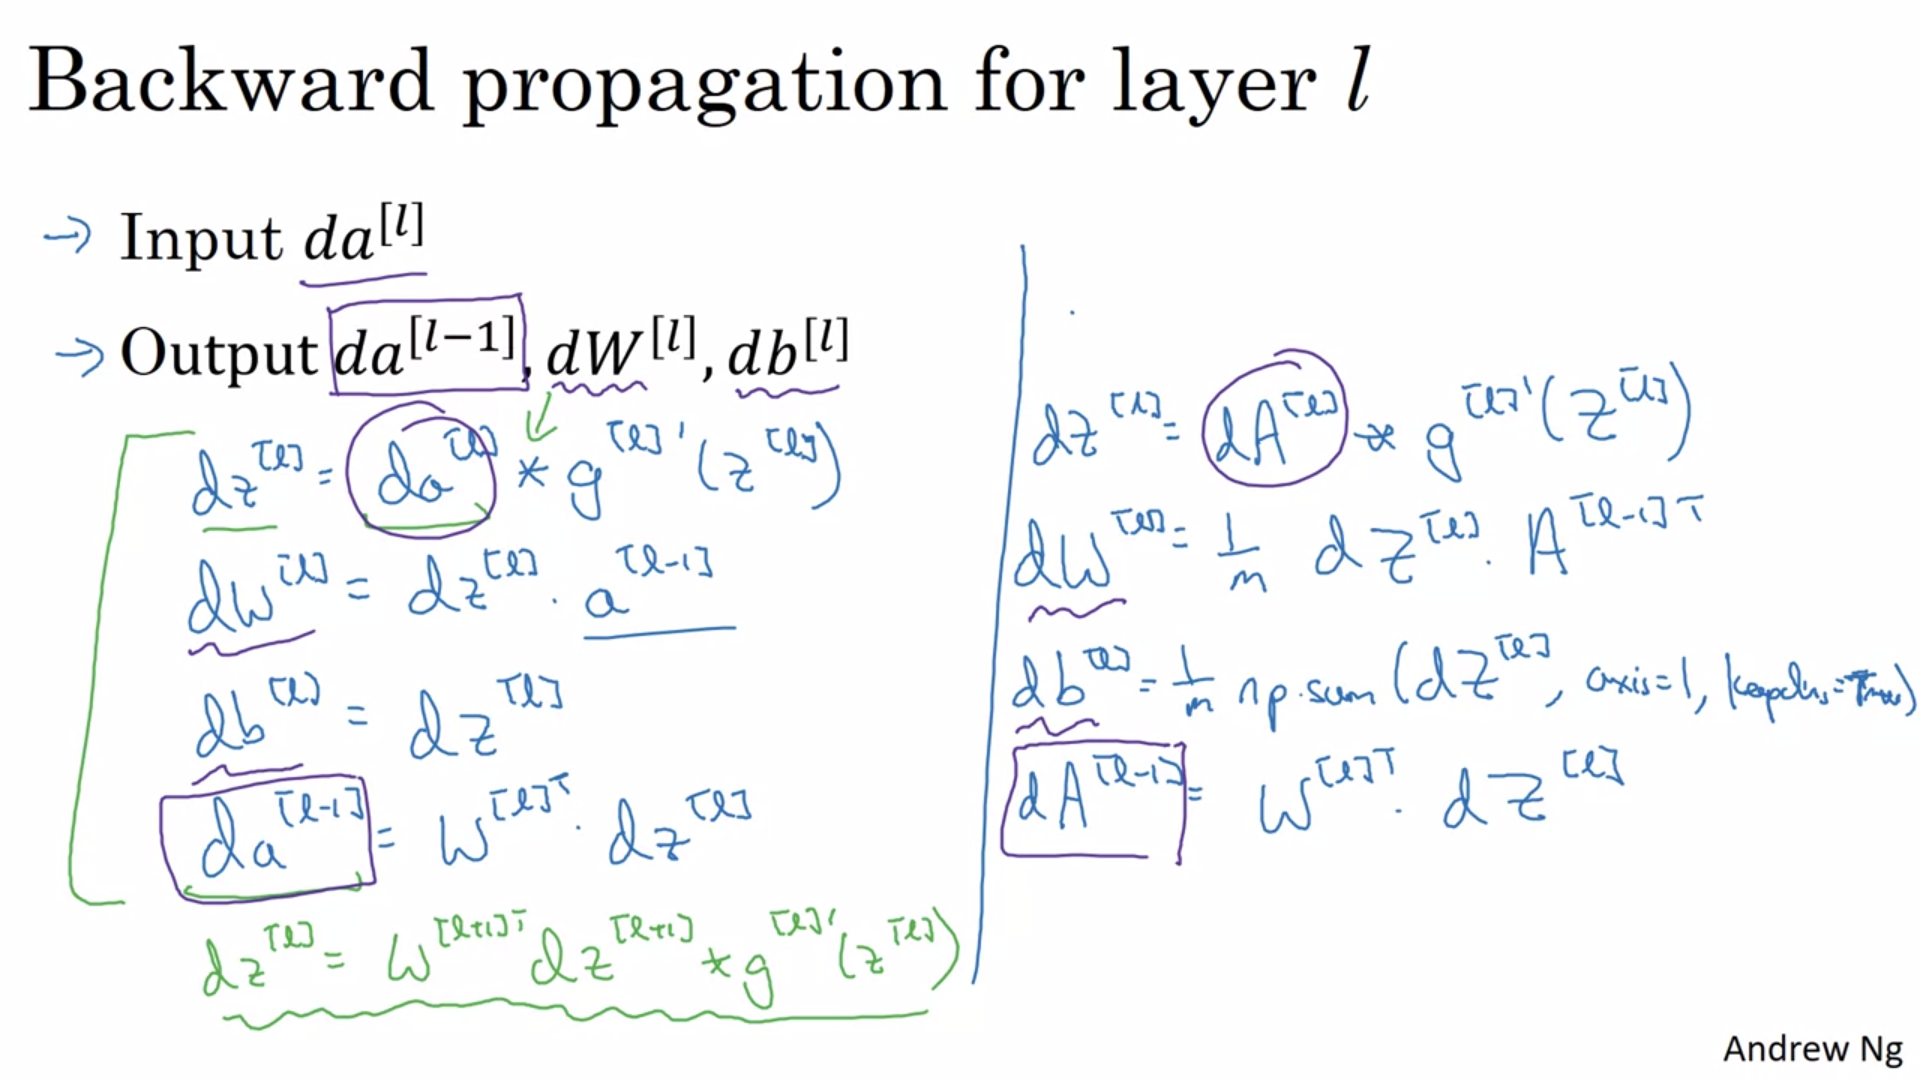 Backward propagation for layer l
→ Input da^[l]
→ Output da^[l−1], dW^[l], db^[l]
dz^[l] = da^[l] * g^[l]'(z^[l])
dW^[l] = dz^[l] · a^[l-1]
db^[l] = dz^[l]
da^[l-1] = W^[l]T · dz^[l]
dz^[l] = W^[l+1]T dz^[l+1] * g^[l]'(z^[l])
dZ^[l] = dA^[l] * g^[l]'(Z^[l])
dW^[l] = 1/m dZ^[l] · A^[l-1]T
db^[l] = 1/m np.sum(dZ^[l], axis=1, keepdims=True)
dA^[l-1] = W^[l]T · dZ^[l]
Andrew Ng